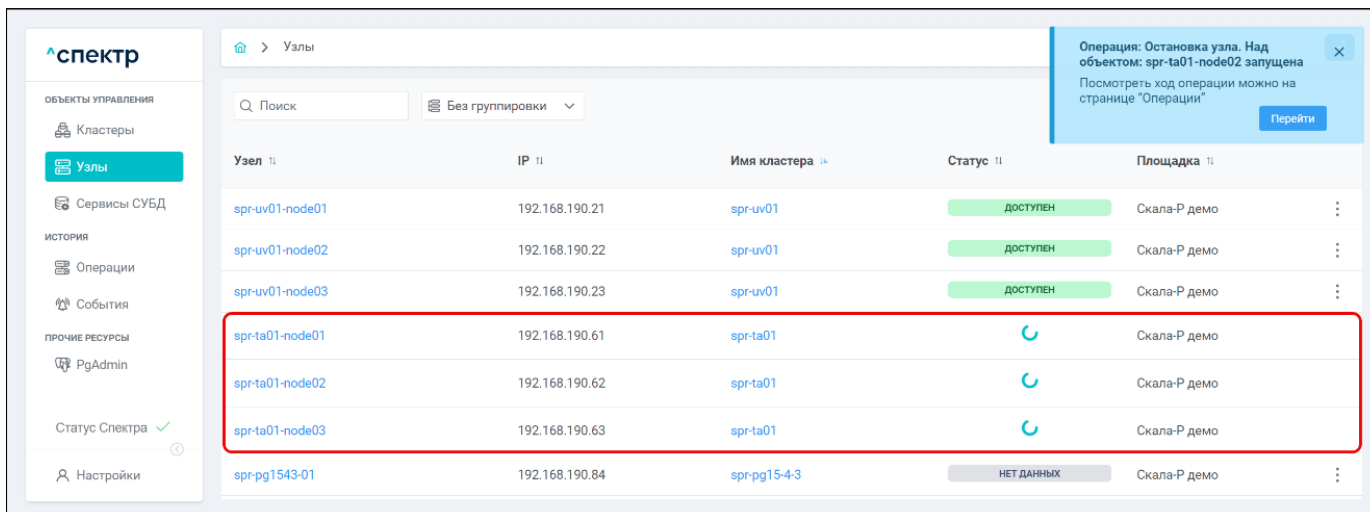 ^спектр
ОБЪЕКТЫ УПРАВЛЕНИЯ
Кластеры
Узлы
Сервисы СУБД
ИСТОРИЯ
Операции
События
ПРОЧИЕ РЕСУРСЫ
PgAdmin
Статус Спектра
Настройки
> Узлы
Поиск
Без группировки
Операция: Остановка узла. Над
объектом: spr-ta01-node02 запущена
Посмотреть ход операции можно на
странице "Операции"
Перейти
Узел IP Имя кластера Статус Площадка
spr-uv01-node01 192.168.190.21 spr-uv01 ДОСТУПЕН Скала-Р демо
spr-uv01-node02 192.168.190.22 spr-uv01 ДОСТУПЕН Скала-Р демо
spr-uv01-node03 192.168.190.23 spr-uv01 ДОСТУПЕН Скала-Р демо
spr-ta01-node01 192.168.190.61 spr-ta01 Скала-Р демо
spr-ta01-node02 192.168.190.62 spr-ta01 Скала-Р демо
spr-ta01-node03 192.168.190.63 spr-ta01 Скала-Р демо
spr-pg1543-01 192.168.190.84 spr-pg15-4-3 НЕТ ДАННЫХ Скала-Р демо